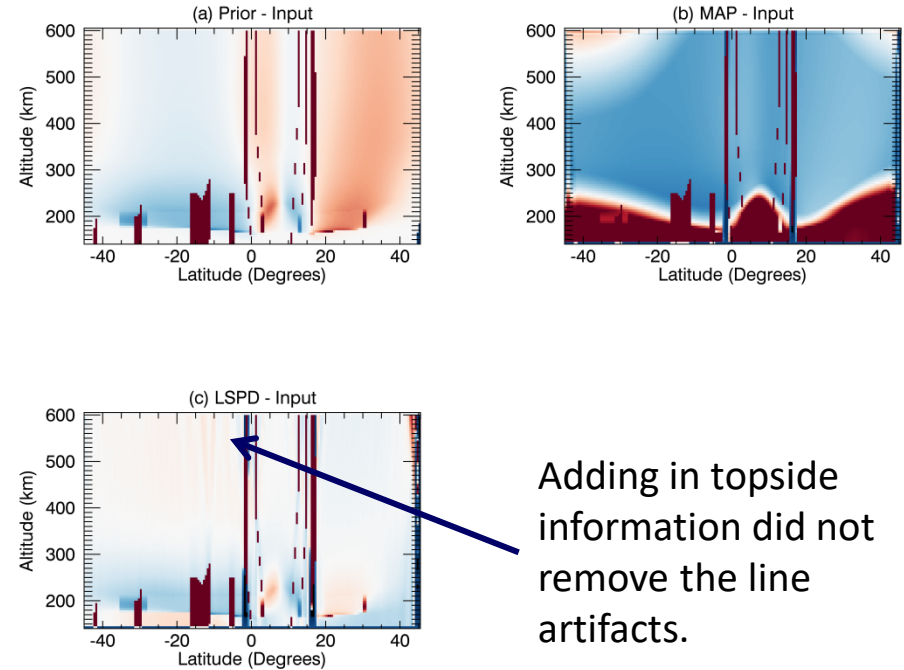 (a) Prior - Input
600
500
400
300
200
Altitude (km)
-40 -20 0 20 40
Latitude (Degrees)
(b) MAP - Input
600
500
400
300
200
Altitude (km)
-40 -20 0 20 40
Latitude (Degrees)
(c) LSPD - Input
600
500
400
300
200
Altitude (km)
-40 -20 0 20 40
Latitude (Degrees)
Adding in topside
information did not
remove the line
artifacts.